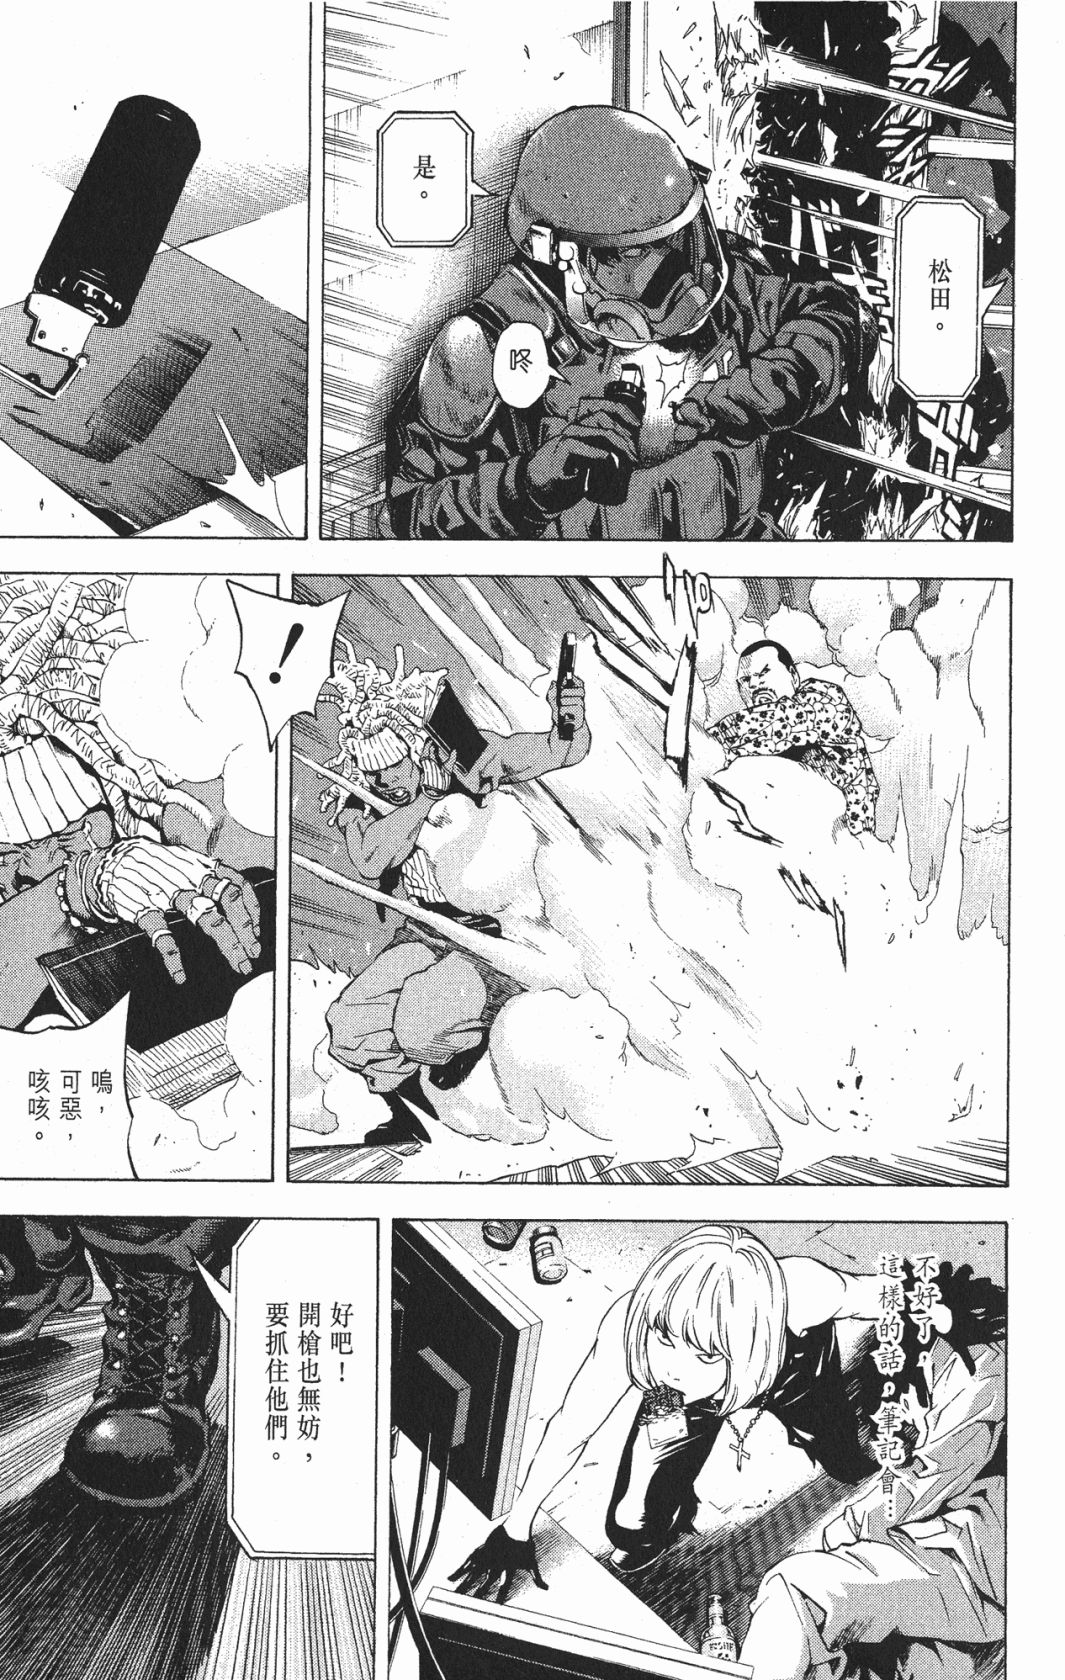 松田。
是。
咚
！
嗚，
可惡，
咳咳。
不好了，
這樣的話，筆記會…
好吧！
開槍也無妨，
要抓住他們。